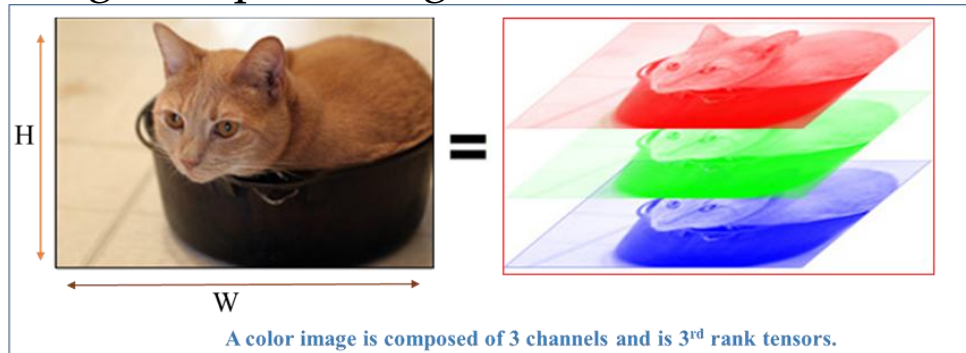 H
W
A color image is composed of 3 channels and is 3rd rank tensors.